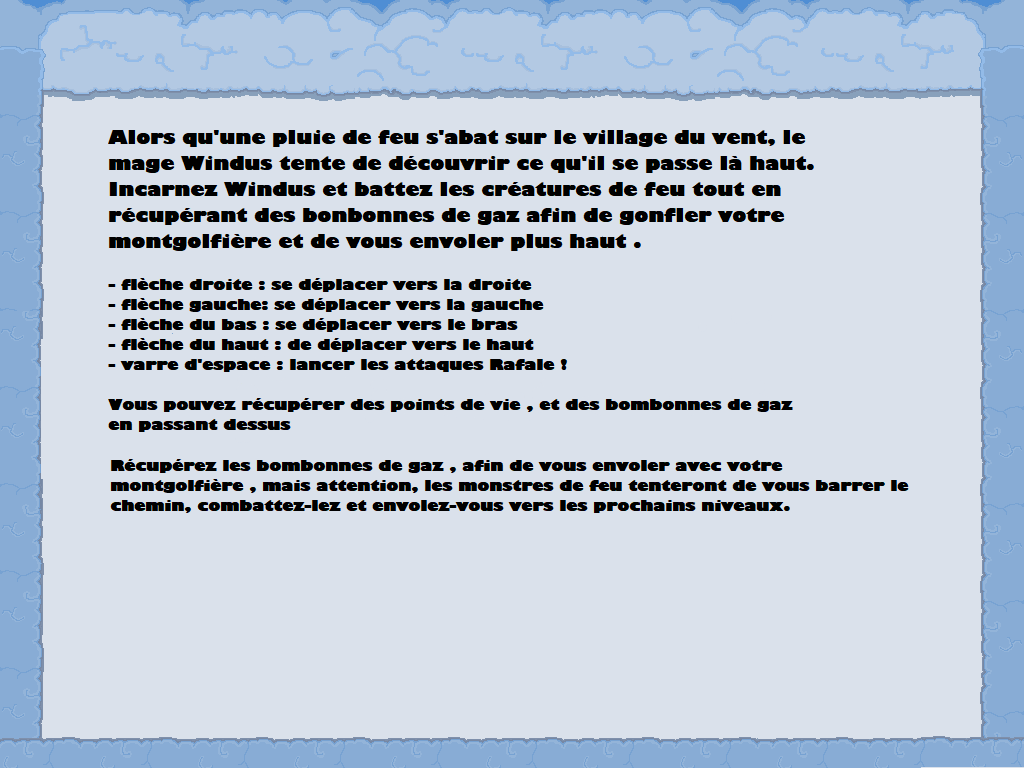 Alors qu'une pluie de feu s'abat sur le village du vent, le
mage Windus tente de découvrir ce qu'il se passe là haut.
Incarnez Windus et battez les créatures de feu tout en
récupérant des bonbonnes de gaz afin de gonfler votre
montgolfière et de vous envoler plus haut .
- flèche droite : se déplacer vers la droite
- flèche gauche: se déplacer vers la gauche
- flèche du bas : se déplacer vers le bras
- flèche du haut : de déplacer vers le haut
- varre d'espace : lancer les attaques Rafale !
Vous pouvez récupérer des points de vie , et des bombonnes de gaz
en passant dessus
Récupérez les bombonnes de gaz , afin de vous envoler avec votre
montgolfière , mais attention, les monstres de feu tenteront de vous barrer le
chemin, combattez-lez et envolez-vous vers les prochains niveaux.